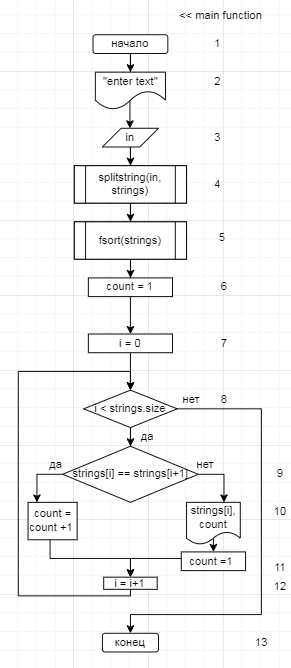 << main function
начало
1
"enter text"
2
in
3
splitstring(in,
strings)
4
fsort(strings)
5
count = 1
6
i = 0
7
i < strings.size
нет
8
да
strings[i] == strings[i+1]
да
нет
9
count =
count +1
strings[i],
count
10
count =1
11
i = i+1
12
конец
13